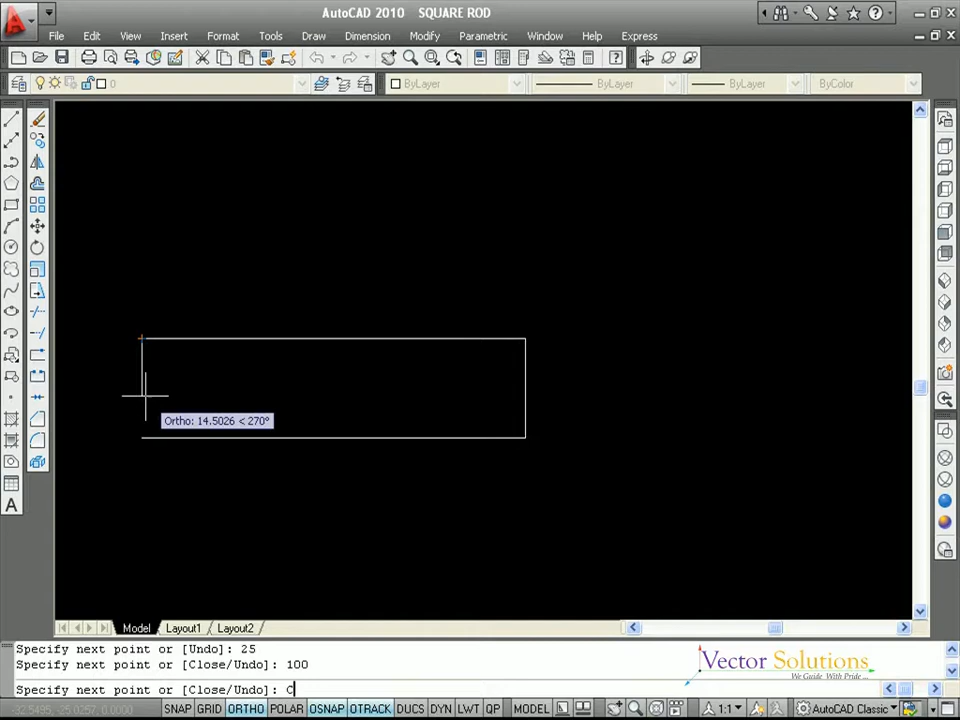 AutoCAD 2010 SQUARE ROD
File Edit View Insert Format Tools Draw Dimension Modify Parametric Window Help Express
0 ByLayer ByLayer ByLayer ByColor
Ortho: 14.5026 < 270°
A
Model Layout1 Layout2
Specify next point or [Undo]: 25
Specify next point or [Close/Undo]: 100
Specify next point or [Close/Undo]: C
Vector Solutions
We Guide With Pride ...
SNAP GRID ORTHO POLAR OSNAP OTRACK DUCS DYN LWT QP MODEL 1:1 AutoCAD Classic